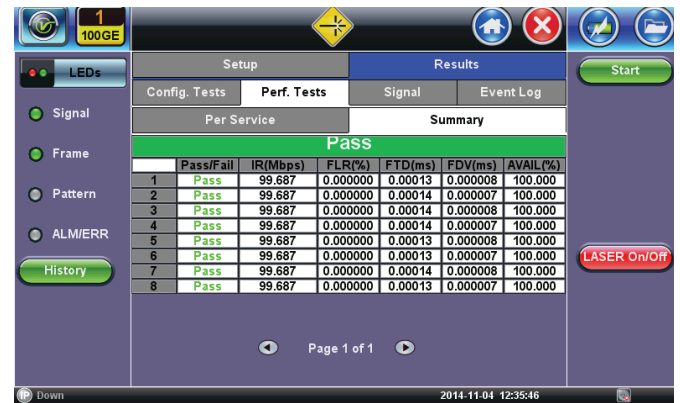 1
100GE
LEDs
Setup
Results
Start
Config. Tests
Perf. Tests
Signal
Event Log
Signal
Per Service
Summary
Pass
Frame
Pass/Fail IR(Mbps) FLR(%) FTD(ms) FDV(ms) AVAIL(%)
1 Pass 99.687 0.000000 0.00013 0.000008 100.000
2 Pass 99.687 0.000000 0.00014 0.000007 100.000
3 Pass 99.687 0.000000 0.00014 0.000008 100.000
4 Pass 99.687 0.000000 0.00014 0.000007 100.000
5 Pass 99.687 0.000000 0.00013 0.000008 100.000
6 Pass 99.687 0.000000 0.00013 0.000007 100.000
7 Pass 99.687 0.000000 0.00014 0.000008 100.000
8 Pass 99.687 0.000000 0.00013 0.000007 100.000
Pattern
ALM/ERR
History
LASER On/Off
Page 1 of 1
IP Down
2014-11-04 12:35:46